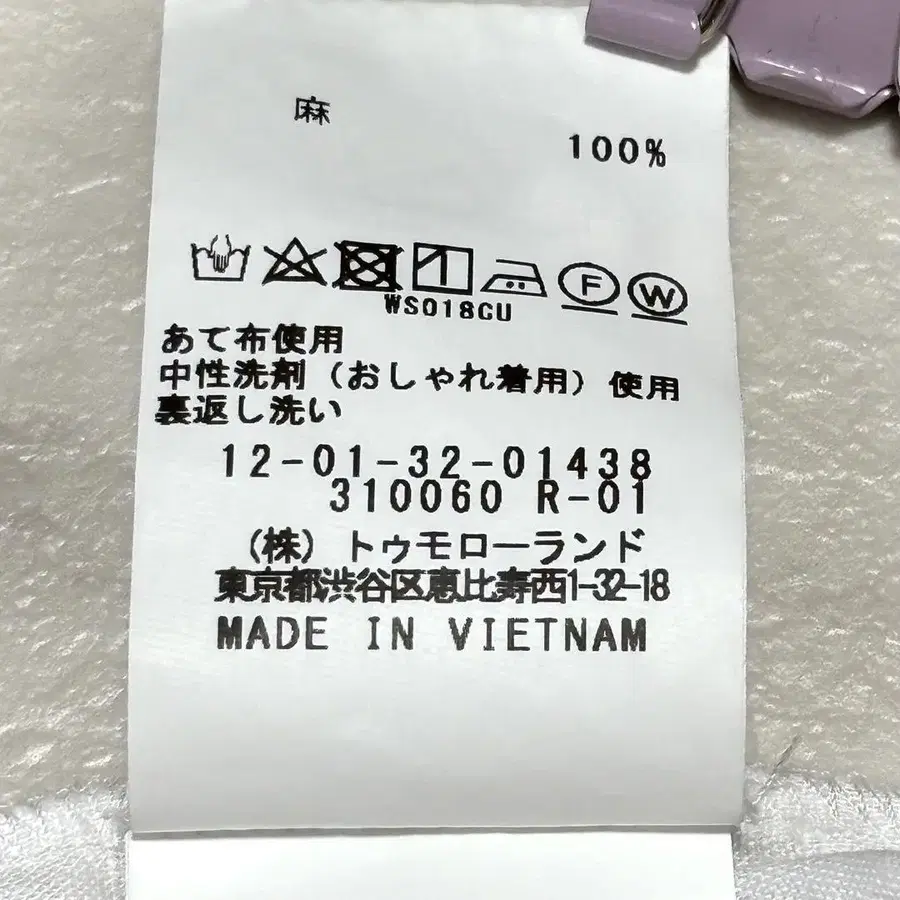 麻
100%
F W
WS018CU
あて布使用
中性洗剤（おしゃれ着用）使用
裏返し洗い
12-01-32-01438
310060 R-01
（株）トゥモローランド
東京都渋谷区恵比寿西1-32-18
MADE IN VIETNAM